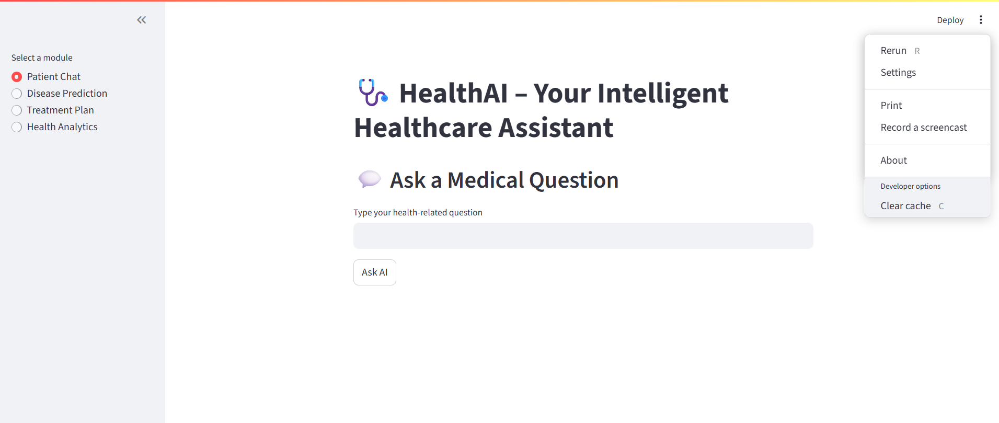 Deploy
Select a module
Patient Chat
Disease Prediction
Treatment Plan
Health Analytics
HealthAI – Your Intelligent
Healthcare Assistant
Ask a Medical Question
Type your health-related question
Ask AI
Rerun R
Settings
Print
Record a screencast
About
Developer options
Clear cache C